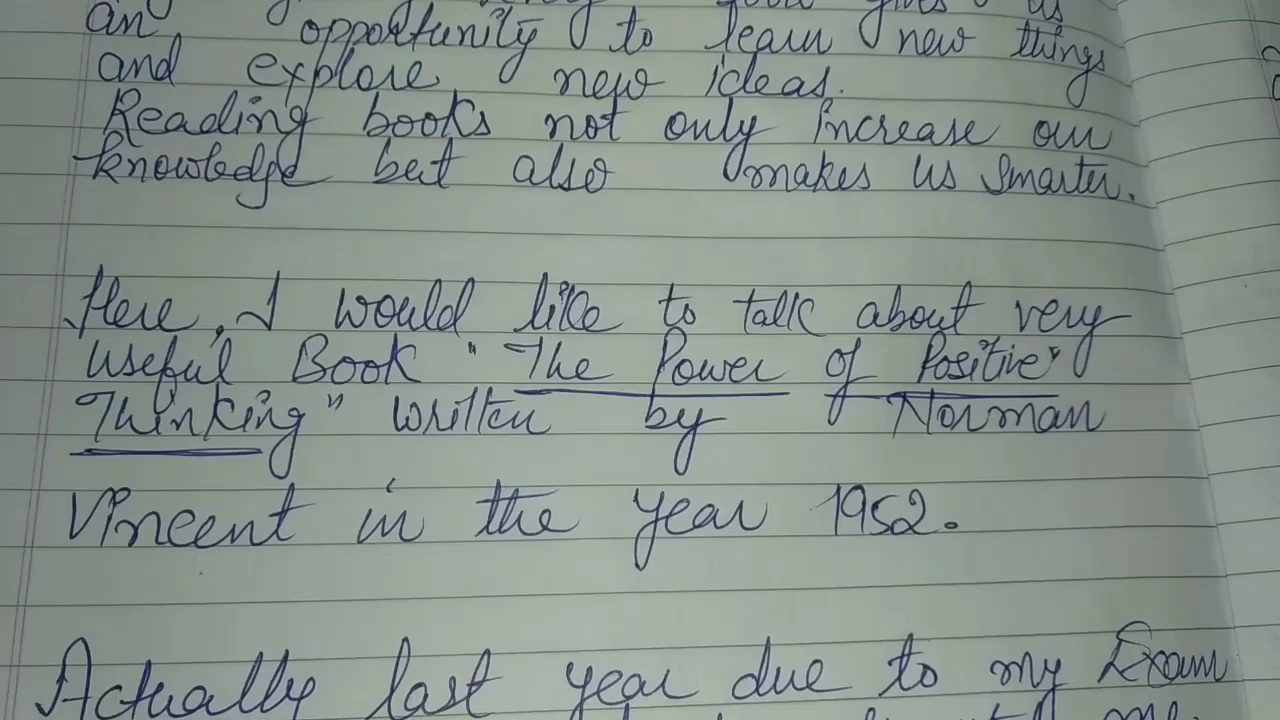 an opportunity to learn new things
and explore new ideas.
Reading books not only increase our
knowledge but also makes us Smarter.
Here, I would like to talk about very
useful Book "The Power of Positive
Thinking" written by Norman
Vincent in the year 1952.
Actually last year due to my Exam